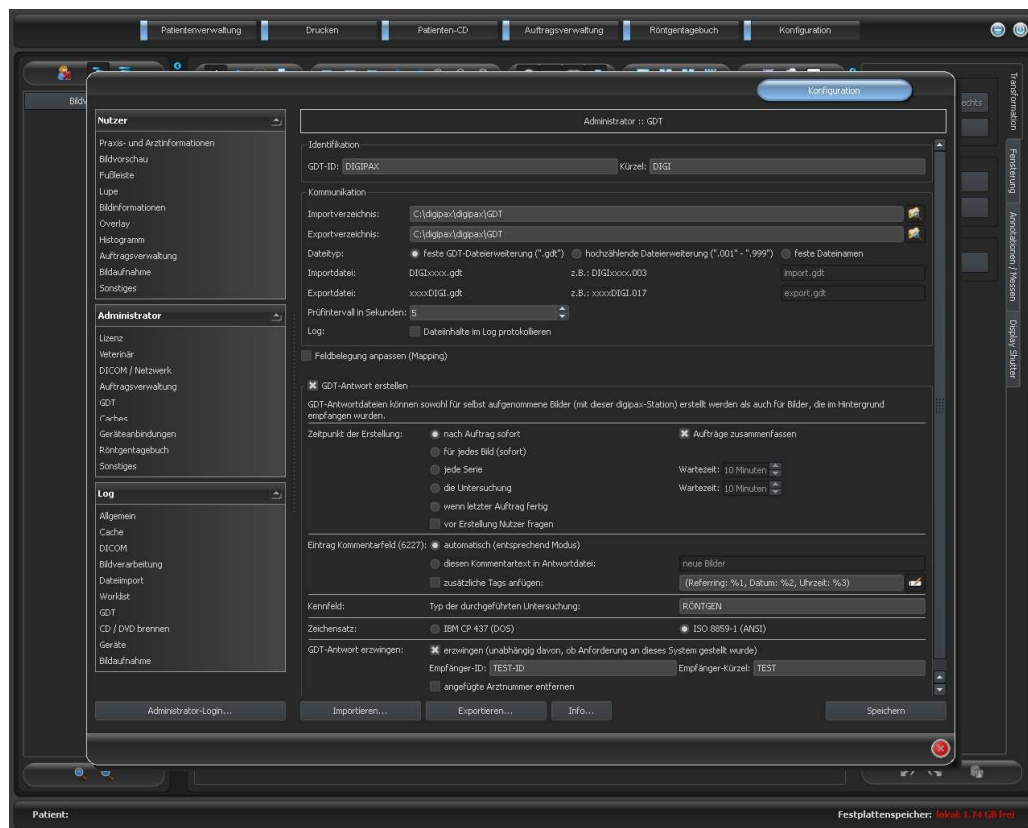 Patientenverwaltung Drucken Patienten-CD Auftragsverwaltung Röntgentagebuch Konfiguration
Konfiguration
Nutzer
Praxis- und Arztinformationen
Bildvorschau
Fußleiste
Lupe
Bildinformationen
Overlay
Histogramm
Auftragsverwaltung
Bildaufnahme
Sonstiges
Administrator
Lizenz
Veterinär
DICOM / Netzwerk
Auftragsverwaltung
GDT
Caches
Geräteanbindungen
Röntgentagebuch
Sonstiges
Log
Allgemein
Cache
DICOM
Bildverarbeitung
Dateiimport
Worklist
GDT
CD / DVD brennen
Geräte
Bildaufnahme
Administrator-Login...
Administrator :: GDT
Identifikation
GDT-ID: DIGIPAX Kürzel: DIGI
Kommunikation
Importverzeichnis: C:\digipax\digipax\GDT
Exportverzeichnis: C:\digipax\digipax\GDT
Dateityp: feste GDT-Dateierweiterung (".gdt") hochzählende Dateierweiterung (".001" - ".999") feste Dateinamen
Importdatei: DIGIxxxx.gdt z.B.: DIGIxxxx.003 import.gdt
Exportdatei: xxxxDIGI.gdt z.B.: xxxxDIGI.017 export.gdt
Prüfintervall in Sekunden: 5
Log: Dateiinhalte im Log protokollieren
Feldbelegung anpassen (Mapping)
GDT-Antwort erstellen
GDT-Antwortdateien können sowohl für selbst aufgenommene Bilder (mit dieser digipax-Station) erstellt werden als auch für Bilder, die im Hintergrund
empfangen wurden.
Zeitpunkt der Erstellung: nach Auftrag sofort Aufträge zusammenfassen
für jedes Bild (sofort)
jede Serie Wartezeit: 10 Minuten
die Untersuchung Wartezeit: 10 Minuten
wenn letzter Auftrag fertig
vor Erstellung Nutzer fragen
Eintrag Kommentarfeld (6227): automatisch (entsprechend Modus)
diesen Kommentartext in Antwortdatei: neue Bilder
zusätzliche Tags anfügen: (Referring: %1, Datum: %2, Uhrzeit: %3)
Kennfeld: Typ der durchgeführten Untersuchung: RÖNTGEN
Zeichensatz: IBM CP 437 (DOS) ISO 8859-1 (ANSI)
GDT-Antwort erzwingen: erzwingen (unabhängig davon, ob Anforderung an dieses System gestellt wurde)
Empfänger-ID: TEST-ID Empfänger-Kürzel: TEST
angefügte Arztnummer entfernen
Importieren... Exportieren... Info... Speichern
Transformation
Fensterung
Annotationen / Messen
Display Shutter
Patient: Festplattenspeicher: lokal: 1.74 GB frei